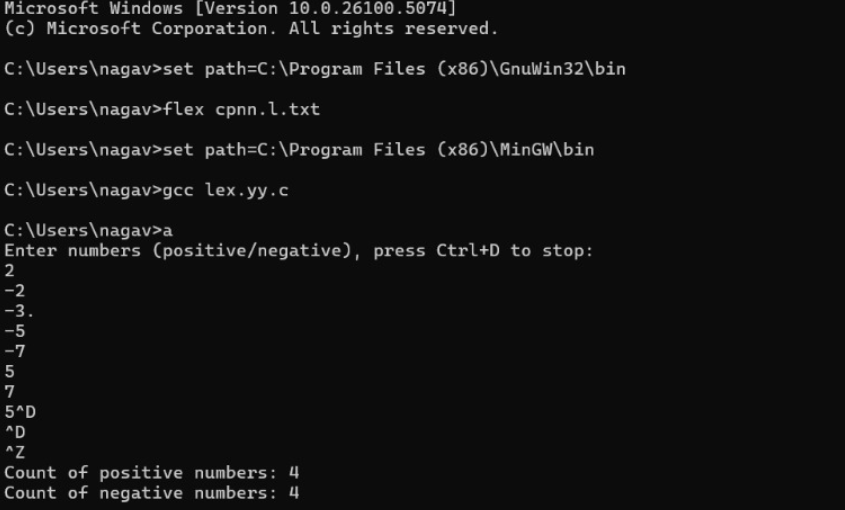 Microsoft Windows [Version 10.0.26100.5074]
(c) Microsoft Corporation. All rights reserved.
C:\Users\nagav>set path=C:\Program Files (x86)\GnuWin32\bin
C:\Users\nagav>flex cpnn.l.txt
C:\Users\nagav>set path=C:\Program Files (x86)\MinGW\bin
C:\Users\nagav>gcc lex.yy.c
C:\Users\nagav>a
Enter numbers (positive/negative), press Ctrl+D to stop:
2
-2
-3.
-5
-7
5
7
5^D
^D
^Z
Count of positive numbers: 4
Count of negative numbers: 4